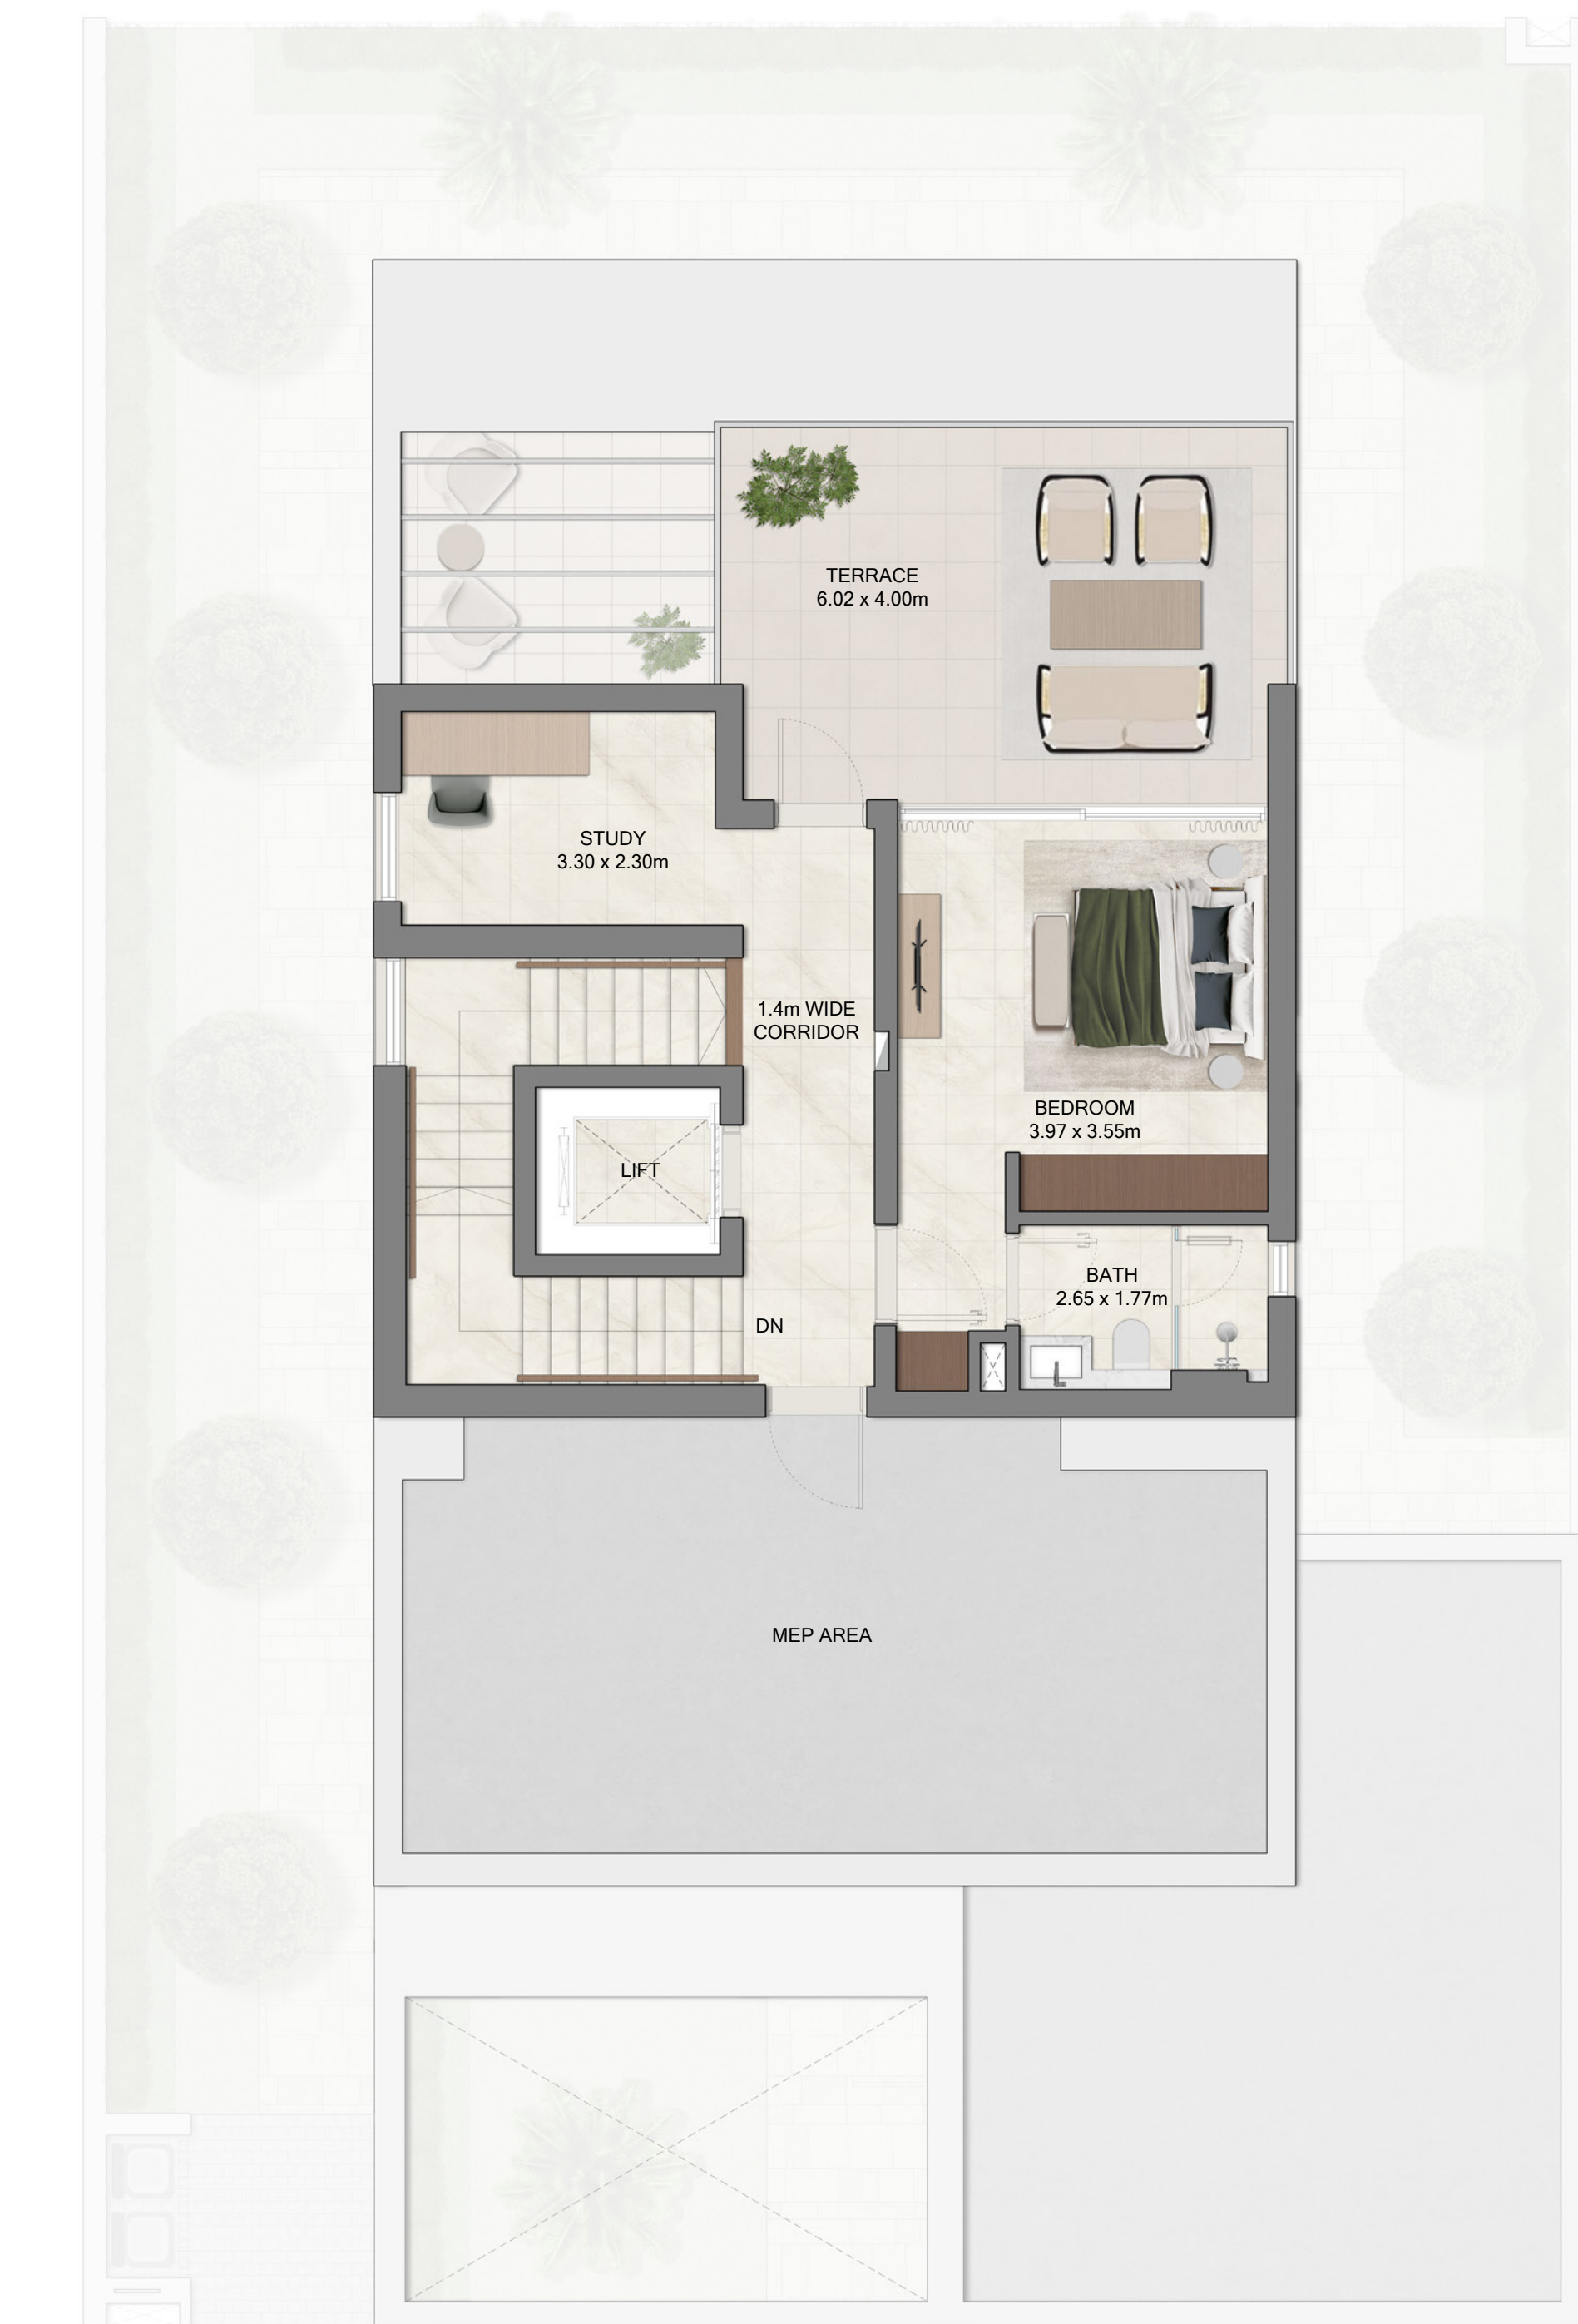 TERRACE
6.02 x 4.00m
STUDY
3.30 x 2.30m
1.4m WIDE
CORRIDOR
BEDROOM
3.97 x 3.55m
LIFT
BATH
2.65 x 1.77m
DN
MEP AREA